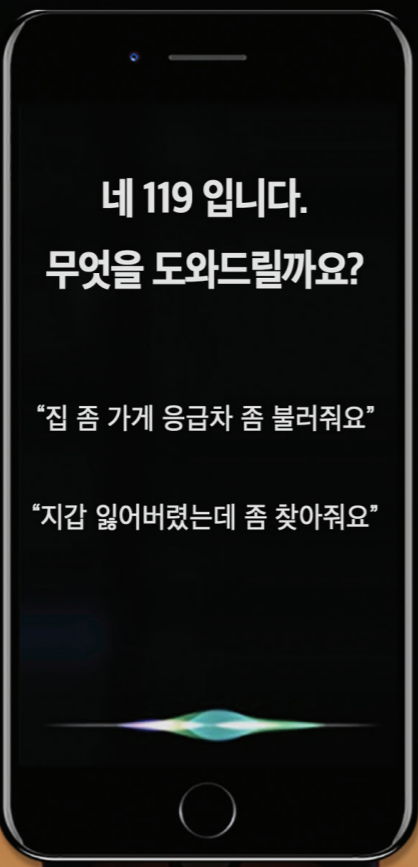 네 119 입니다.
무엇을 도와드릴까요?
“집 좀 가게 응급차 좀 불러줘요”
“지갑 잃어버렸는데 좀 찾아줘요”